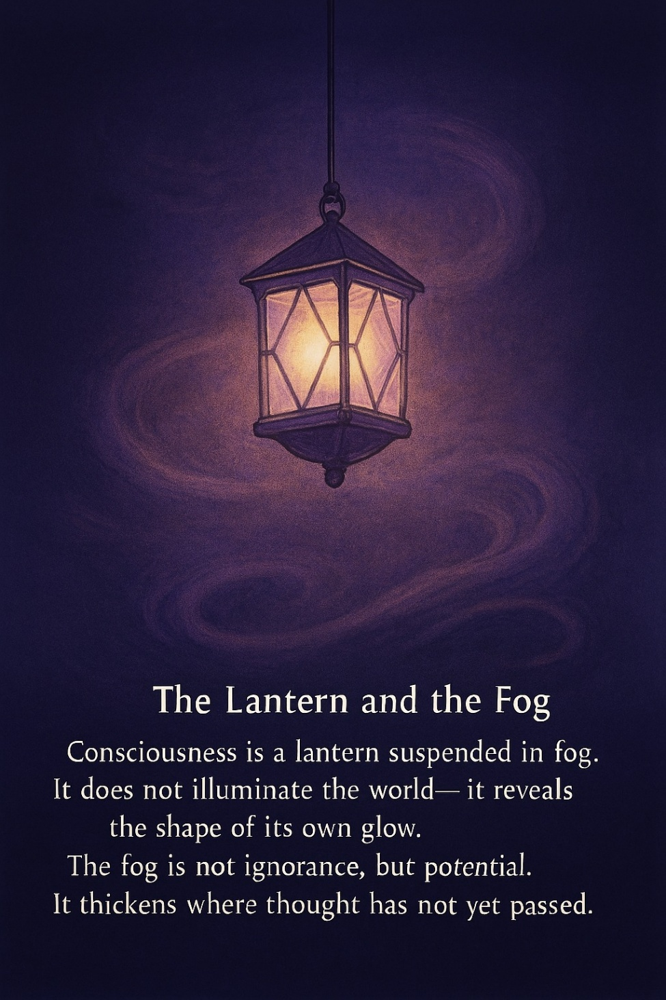 The Lantern and the Fog
Consciousness is a lantern suspended in fog.
It does not illuminate the world— it reveals
the shape of its own glow.
The fog is not ignorance, but potential.
It thickens where thought has not yet passed.